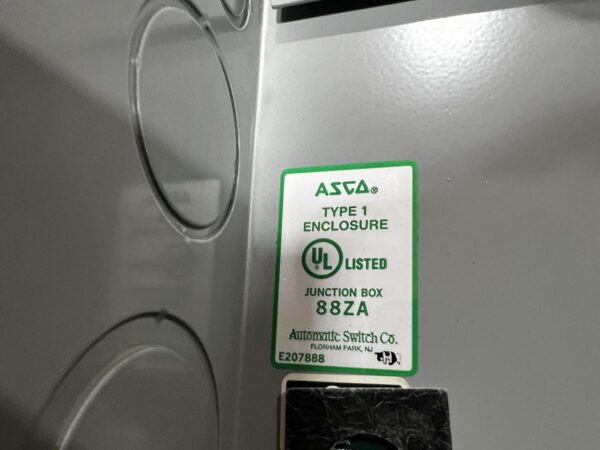 ASCO®
TYPE 1
ENCLOSURE
UL® LISTED
JUNCTION BOX
88ZA
Automatic Switch Co.
FLORHAM PARK, NJ
E207888 H